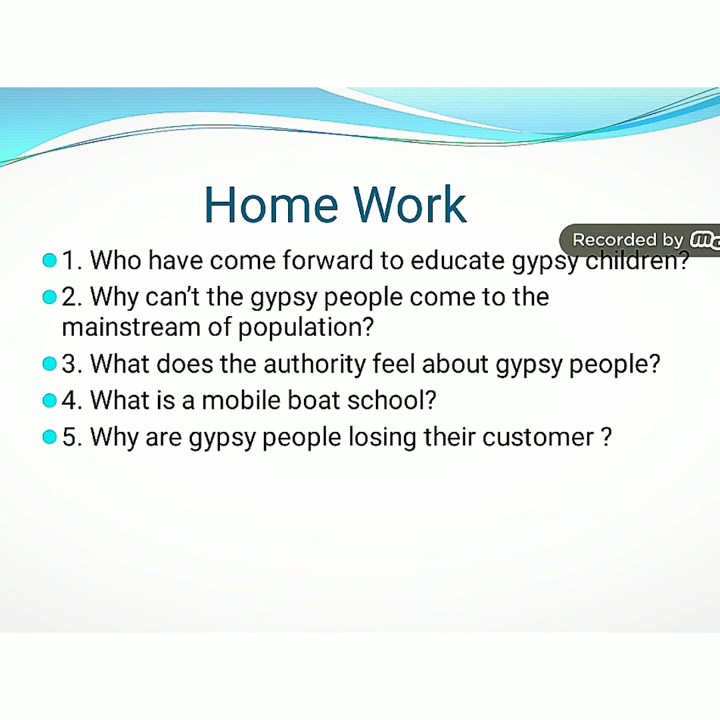 Home Work
Recorded by
1. Who have come forward to educate gypsy children?
2. Why can't the gypsy people come to the
mainstream of population?
3. What does the authority feel about gypsy people?
4. What is a mobile boat school?
5. Why are gypsy people losing their customer ?